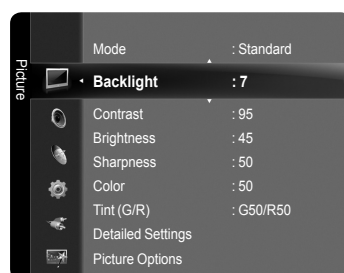 Picture
Mode : Standard
Backlight : 7
Contrast : 95
Brightness : 45
Sharpness : 50
Color : 50
Tint (G/R) : G50/R50
Detailed Settings
Picture Options